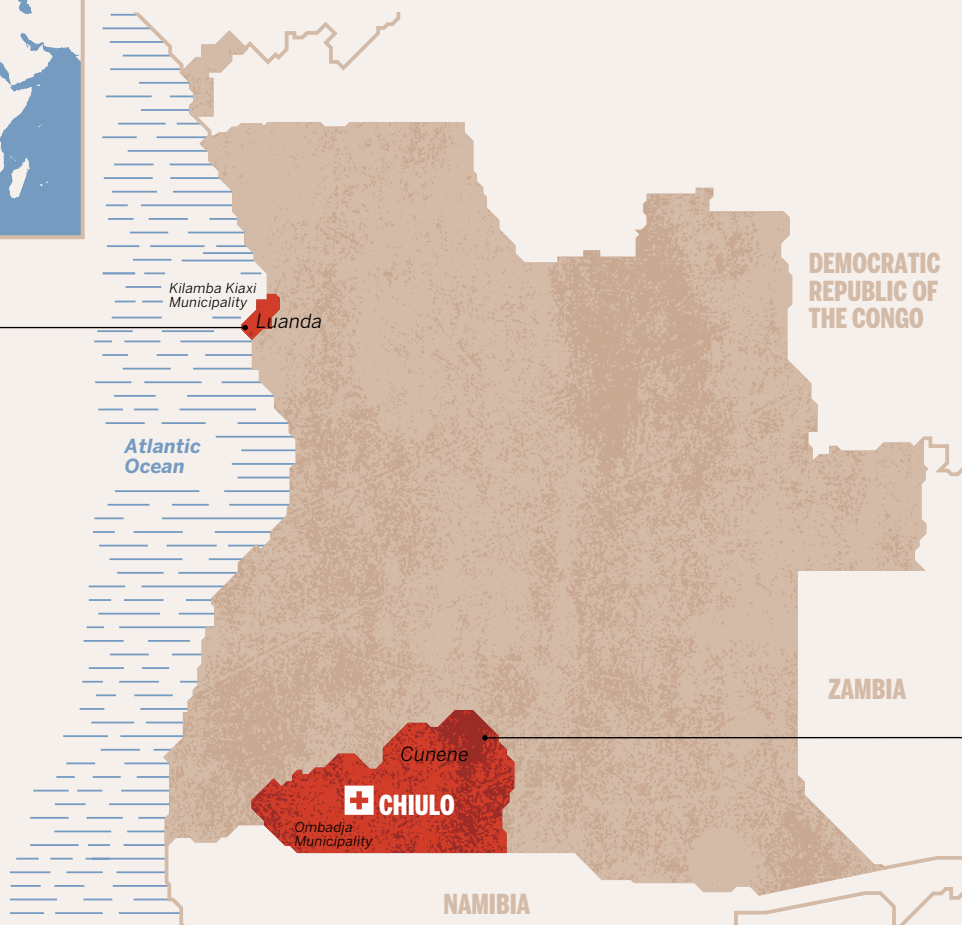 DEMOCRATIC
REPUBLIC OF
THE CONGO
Kilamba Kiaxi
Municipality
Luanda
Atlantic
Ocean
ZAMBIA
Cunene
CHIULO
Ombadja
Municipality
NAMIBIA